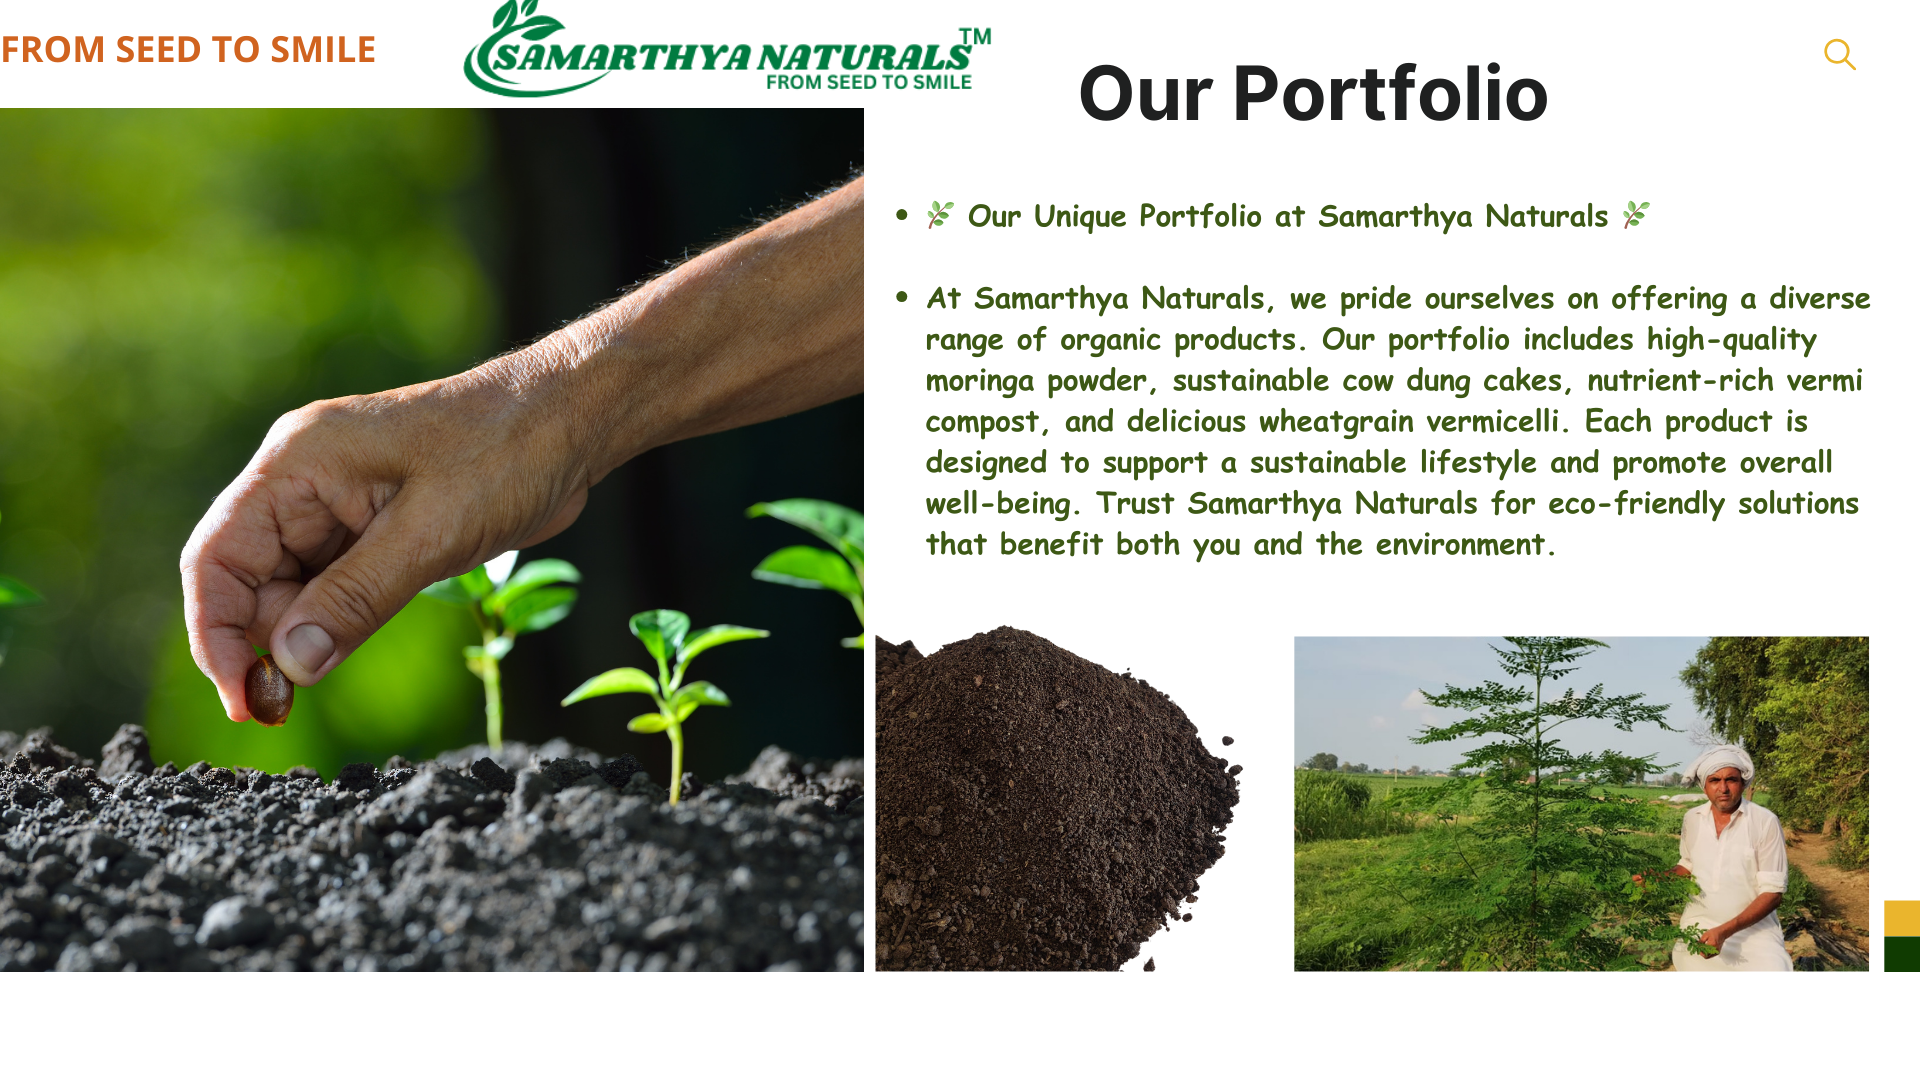 FROM SEED TO SMILE
SAMARTHYA NATURALS TM
FROM SEED TO SMILE
Our Portfolio
• 🌿 Our Unique Portfolio at Samarthya Naturals 🌿
• At Samarthya Naturals, we pride ourselves on offering a diverse
range of organic products. Our portfolio includes high-quality
moringa powder, sustainable cow dung cakes, nutrient-rich vermi
compost, and delicious wheatgrain vermicelli. Each product is
designed to support a sustainable lifestyle and promote overall
well-being. Trust Samarthya Naturals for eco-friendly solutions
that benefit both you and the environment.